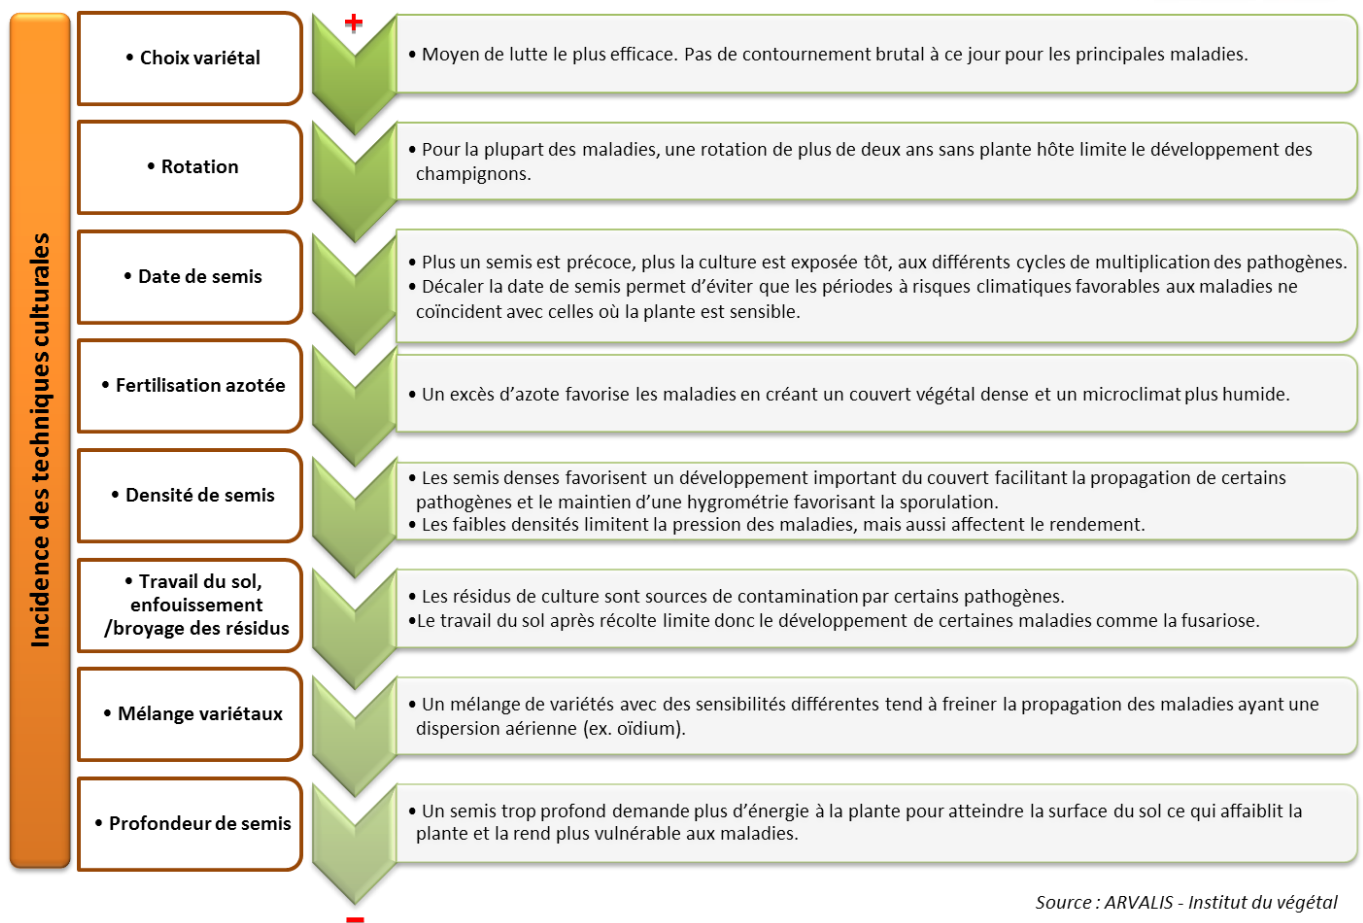 Incidence des techniques culturales
+
• Choix variétal
• Moyen de lutte le plus efficace. Pas de contournement brutal à ce jour pour les principales maladies.
• Rotation
• Pour la plupart des maladies, une rotation de plus de deux ans sans plante hôte limite le développement des
champignons.
• Date de semis
• Plus un semis est précoce, plus la culture est exposée tôt, aux différents cycles de multiplication des pathogènes.
• Décaler la date de semis permet d’éviter que les périodes à risques climatiques favorables aux maladies ne
coïncident avec celles où la plante est sensible.
• Fertilisation azotée
• Un excès d’azote favorise les maladies en créant un couvert végétal dense et un microclimat plus humide.
• Densité de semis
• Les semis denses favorisent un développement important du couvert facilitant la propagation de certains
pathogènes et le maintien d’une hygrométrie favorisant la sporulation.
• Les faibles densités limitent la pression des maladies, mais aussi affectent le rendement.
• Travail du sol,
enfouissement
/broyage des résidus
• Les résidus de culture sont sources de contamination par certains pathogènes.
•Le travail du sol après récolte limite donc le développement de certaines maladies comme la fusariose.
• Mélange variétaux
• Un mélange de variétés avec des sensibilités différentes tend à freiner la propagation des maladies ayant une
dispersion aérienne (ex. oïdium).
• Profondeur de semis
• Un semis trop profond demande plus d’énergie à la plante pour atteindre la surface du sol ce qui affaiblit la
plante et la rend plus vulnérable aux maladies.
–
Source : ARVALIS - Institut du végétal